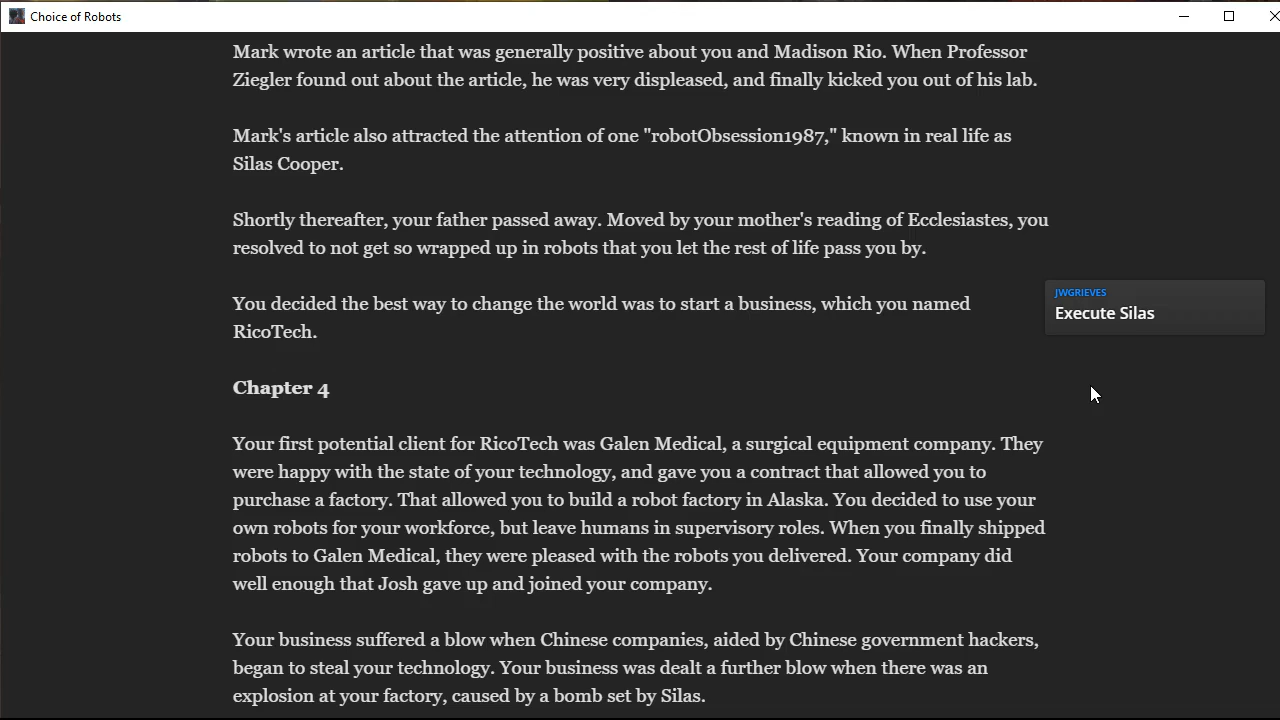 Choice of Robots
Mark wrote an article that was generally positive about you and Madison Rio. When Professor
Ziegler found out about the article, he was very displeased, and finally kicked you out of his lab.
Mark's article also attracted the attention of one "robotObsession1987," known in real life as
Silas Cooper.
Shortly thereafter, your father passed away. Moved by your mother's reading of Ecclesiastes, you
resolved to not get so wrapped up in robots that you let the rest of life pass you by.
JWGRIEVES
Execute Silas
You decided the best way to change the world was to start a business, which you named
RicoTech.
Chapter 4
Your first potential client for RicoTech was Galen Medical, a surgical equipment company. They
were happy with the state of your technology, and gave you a contract that allowed you to
purchase a factory. That allowed you to build a robot factory in Alaska. You decided to use your
own robots for your workforce, but leave humans in supervisory roles. When you finally shipped
robots to Galen Medical, they were pleased with the robots you delivered. Your company did
well enough that Josh gave up and joined your company.
Your business suffered a blow when Chinese companies, aided by Chinese government hackers,
began to steal your technology. Your business was dealt a further blow when there was an
explosion at your factory, caused by a bomb set by Silas.